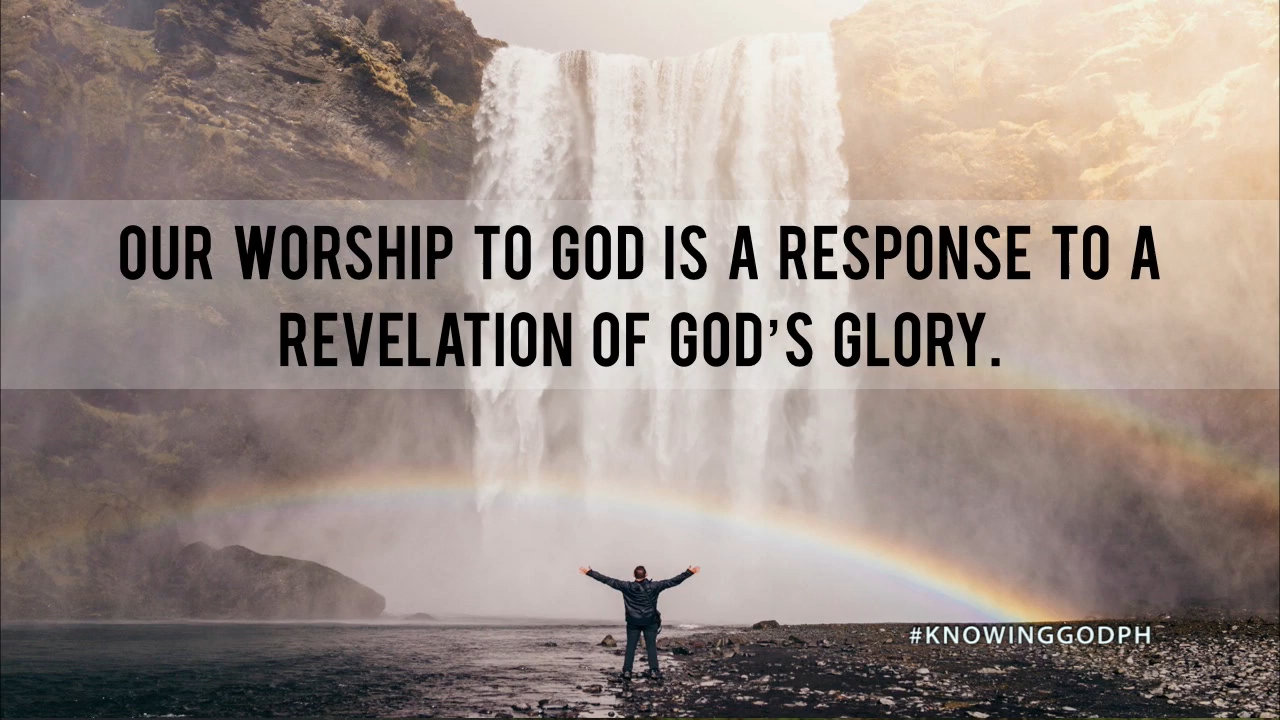 OUR WORSHIP TO GOD IS A RESPONSE TO A
REVELATION OF GOD'S GLORY.
#KNOWINGGODPH